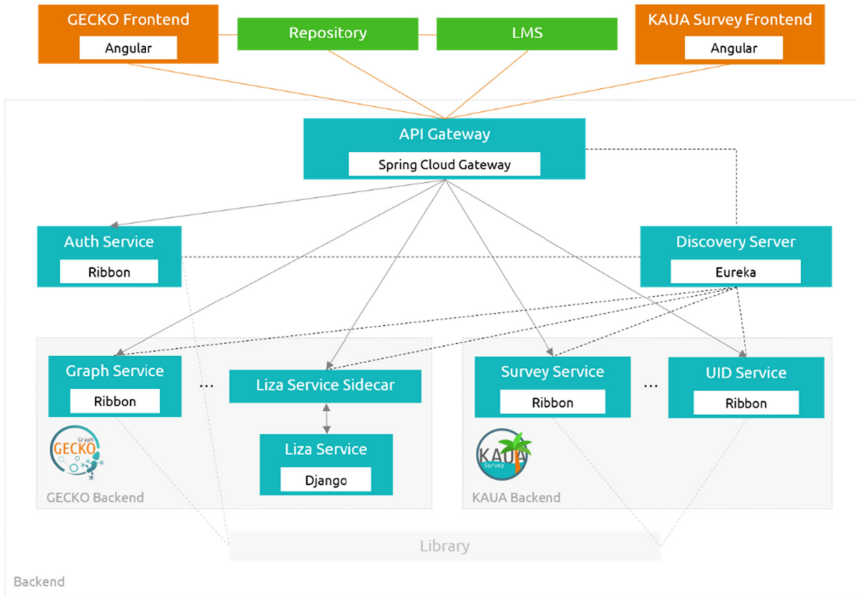 GECKO Frontend
Angular
Repository
LMS
KAUA Survey Frontend
Angular
API Gateway
Spring Cloud Gateway
Auth Service
Ribbon
Discovery Server
Eureka
Graph Service
Ribbon
...
Liza Service Sidecar
Liza Service
Django
Graph
GECKO
GECKO Backend
Survey Service
Ribbon
...
UID Service
Ribbon
KAUA
Survey
KAUA Backend
Library
Backend